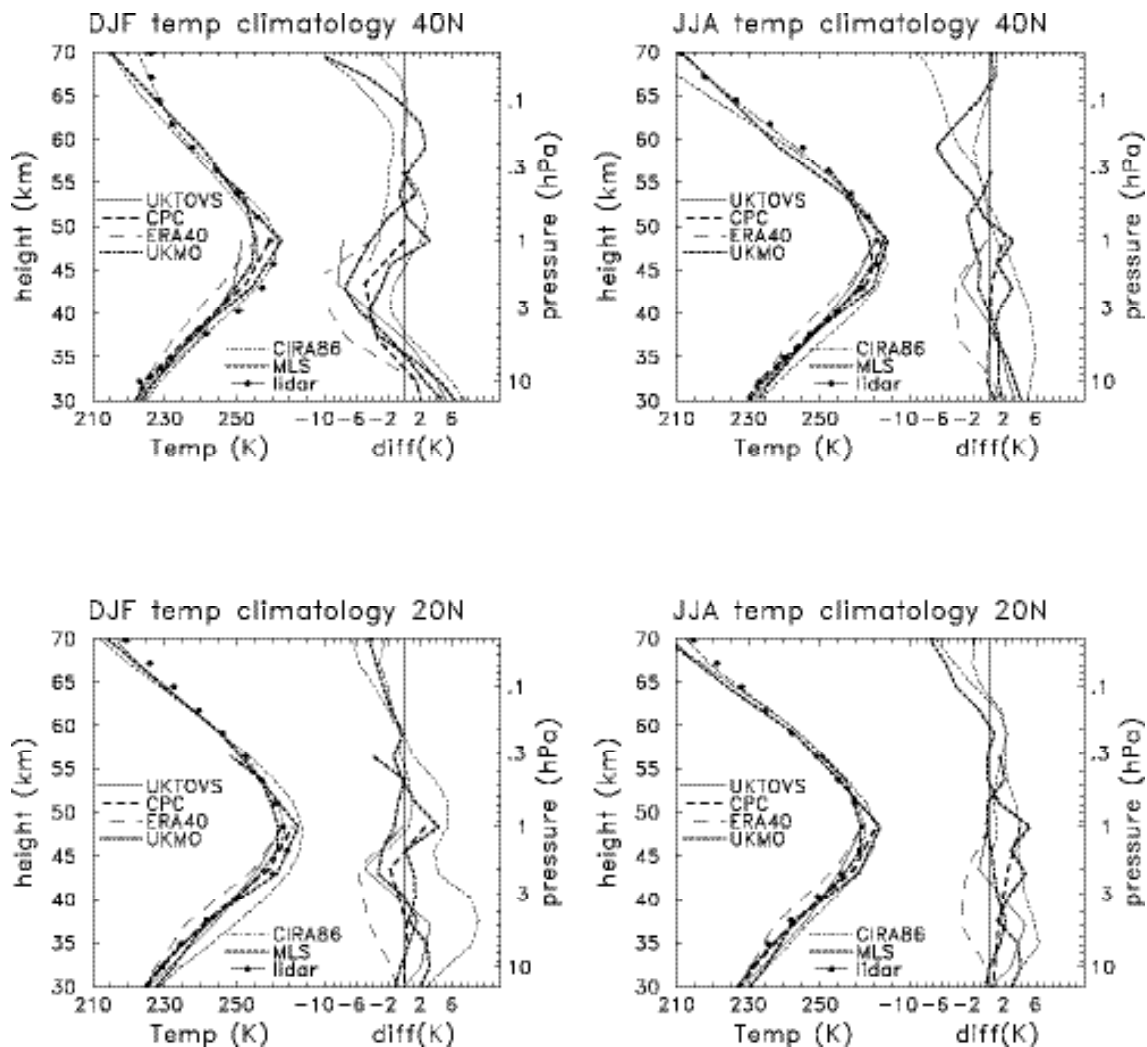 DJF temp climatology 40N
70
65
60
55
50
45
40
35
30
height (km)
UKTOVS
CPC
ERA40
UKMO
CIRA86
MLS
lidar
.1
.3
1
3
10
pressure (hPa)
210 230 250 -10 -6 -2 2 6
Temp (K) diff(K)
JJA temp climatology 40N
70
65
60
55
50
45
40
35
30
height (km)
UKTOVS
CPC
ERA40
UKMO
CIRA86
MLS
lidar
.1
.3
1
3
10
pressure (hPa)
210 230 250 -10 -6 -2 2 6
Temp (K) diff(K)
DJF temp climatology 20N
70
65
60
55
50
45
40
35
30
height (km)
UKTOVS
CPC
ERA40
UKMO
CIRA86
MLS
lidar
.1
.3
1
3
10
pressure (hPa)
210 230 250 -10 -6 -2 2 6
Temp (K) diff(K)
JJA temp climatology 20N
70
65
60
55
50
45
40
35
30
height (km)
UKTOVS
CPC
ERA40
UKMO
CIRA86
MLS
lidar
.1
.3
1
3
10
pressure (hPa)
210 230 250 -10 -6 -2 2 6
Temp (K) diff(K)